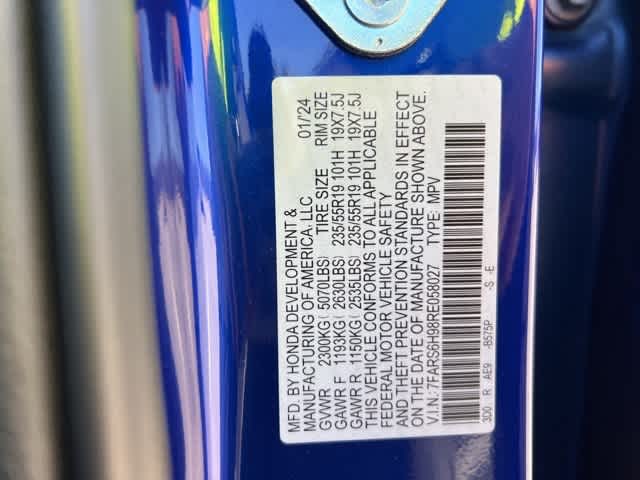 MFD. BY HONDA DEVELOPMENT &
MANUFACTURING OF AMERICA, LLC 01/'24
GVWR 2300KG( 5070LBS) TIRE SIZE RIM SIZE
GAWR F 1193KG( 2630LBS) 235/55R19 101H 19X7.5J
GAWR R 1150KG( 2535LBS) 235/55R19 101H 19X7.5J
THIS VEHICLE CONFORMS TO ALL APPLICABLE
FEDERAL MOTOR VEHICLE SAFETY
AND THEFT PREVENTION STANDARDS IN EFFECT
ON THE DATE OF MANUFACTURE SHOWN ABOVE.
V.I.N.: 7FARS6H98RE058027 TYPE: MPV
3D0 R AE9 -B575P -S -E